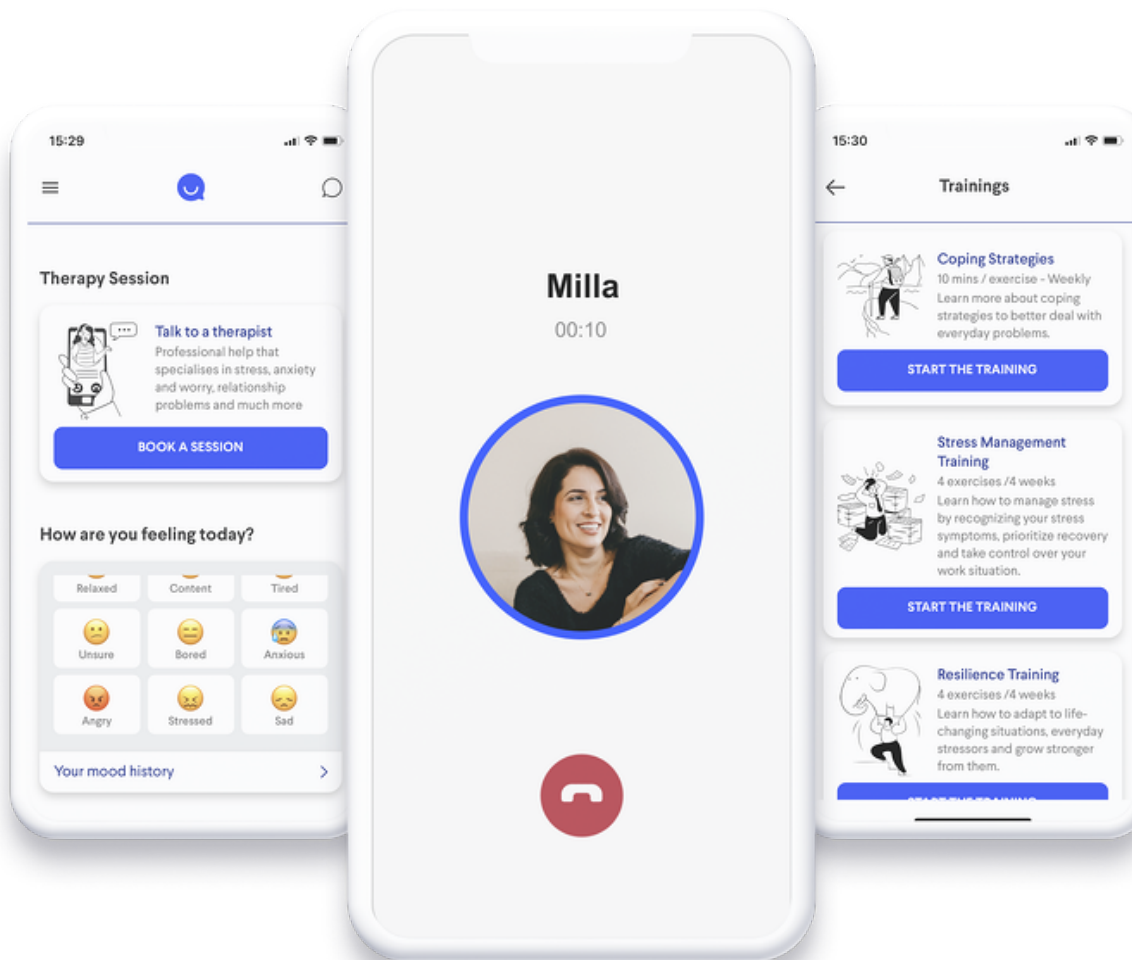 15:29
Therapy Session
Talk to a therapist
Professional help that
specialises in stress, anxiety
and worry, relationship
problems and much more
BOOK A SESSION
How are you feeling today?
Relaxed Content Tired
Unsure Bored Anxious
Angry Stressed Sad
Your mood history
Milla
00:10
15:30
Trainings
Coping Strategies
10 mins / exercise - Weekly
Learn more about coping
strategies to better deal with
everyday problems.
START THE TRAINING
Stress Management
Training
4 exercises /4 weeks
Learn how to manage stress
by recognizing your stress
symptoms, prioritize recovery
and take control over your
work situation.
START THE TRAINING
Resilience Training
4 exercises /4 weeks
Learn how to adapt to life-
changing situations, everyday
stressors and grow stronger
from them.
START THE TRAINING